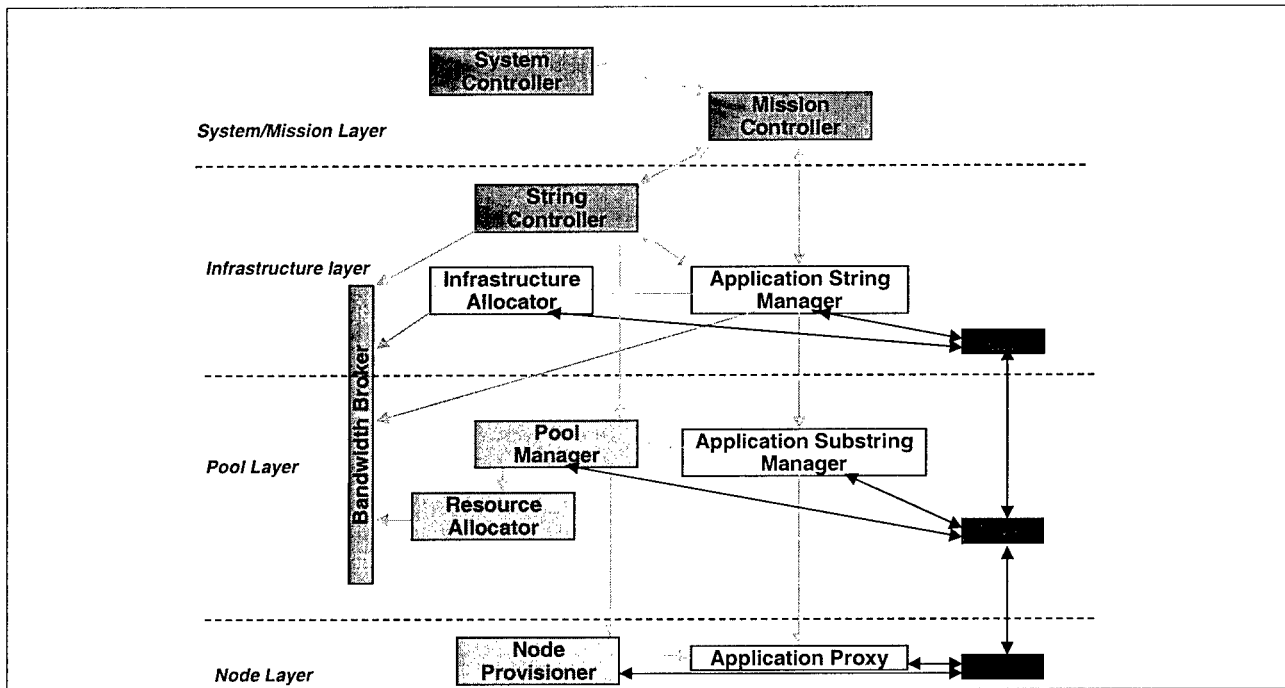 System
Controller
Mission
Controller
System/Mission Layer
String
Controller
Infrastructure layer
Infrastructure
Allocator
Application String
Manager
Bandwidth Broker
Pool
Manager
Application Substring
Manager
Pool Layer
Resource
Allocator
Node
Provisioner
Application Proxy
Node Layer